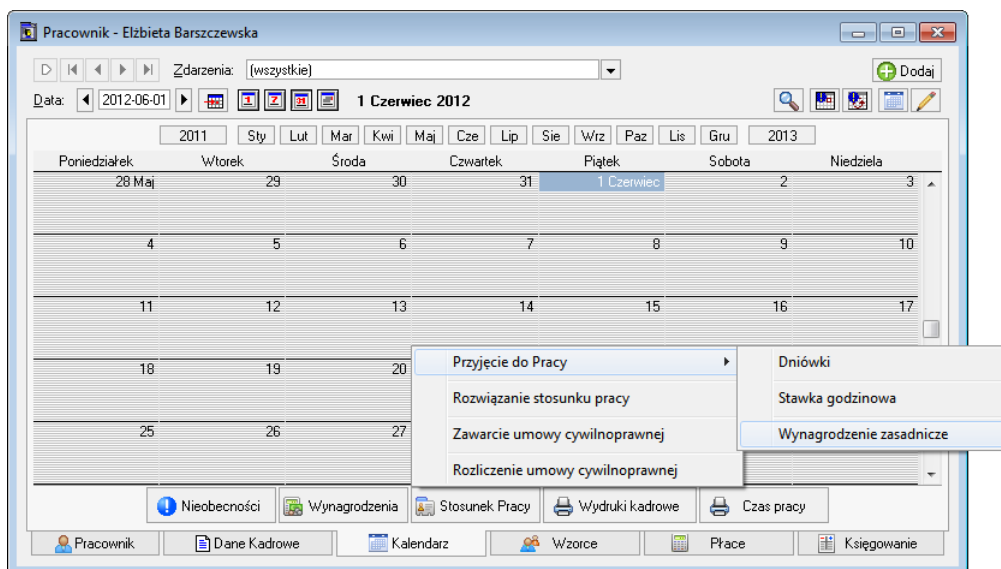 Pracownik - Elżbieta Barszczewska
D Zdarzenia: (wszystkie) Dodaj
Data: 2012-06-01 1 Z 31 1 Czerwiec 2012
2011 Sty Lut Mar Kwi Maj Cze Lip Sie Wrz Paz Lis Gru 2013
Poniedziałek Wtorek Środa Czwartek Piątek Sobota Niedziela
28 Maj 29 30 31 1 Czerwiec 2 3
4 5 6 7 8 9 10
11 12 13 14 15 16 17
18 19 20 Przyjęcie do Pracy Dniówki
Rozwiązanie stosunku pracy Stawka godzinowa
25 26 27 Zawarcie umowy cywilnoprawnej Wynagrodzenie zasadnicze
Rozliczenie umowy cywilnoprawnej
Nieobecności Wynagrodzenia Stosunek Pracy Wydruki kadrowe Czas pracy
Pracownik Dane Kadrowe Kalendarz Wzorce Płace Księgowanie